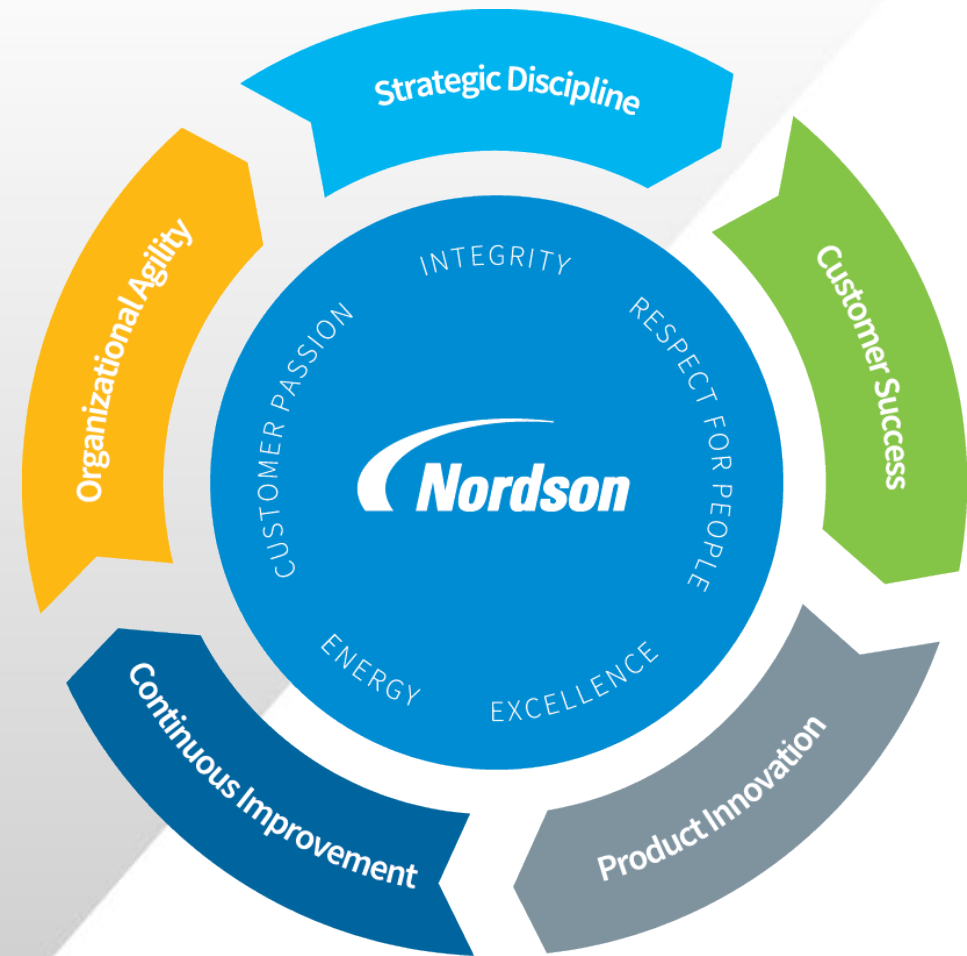 Strategic Discipline
Customer Success
Product Innovation
Continuous Improvement
Organizational Agility
INTEGRITY
RESPECT FOR PEOPLE
EXCELLENCE
ENERGY
CUSTOMER PASSION
Nordson